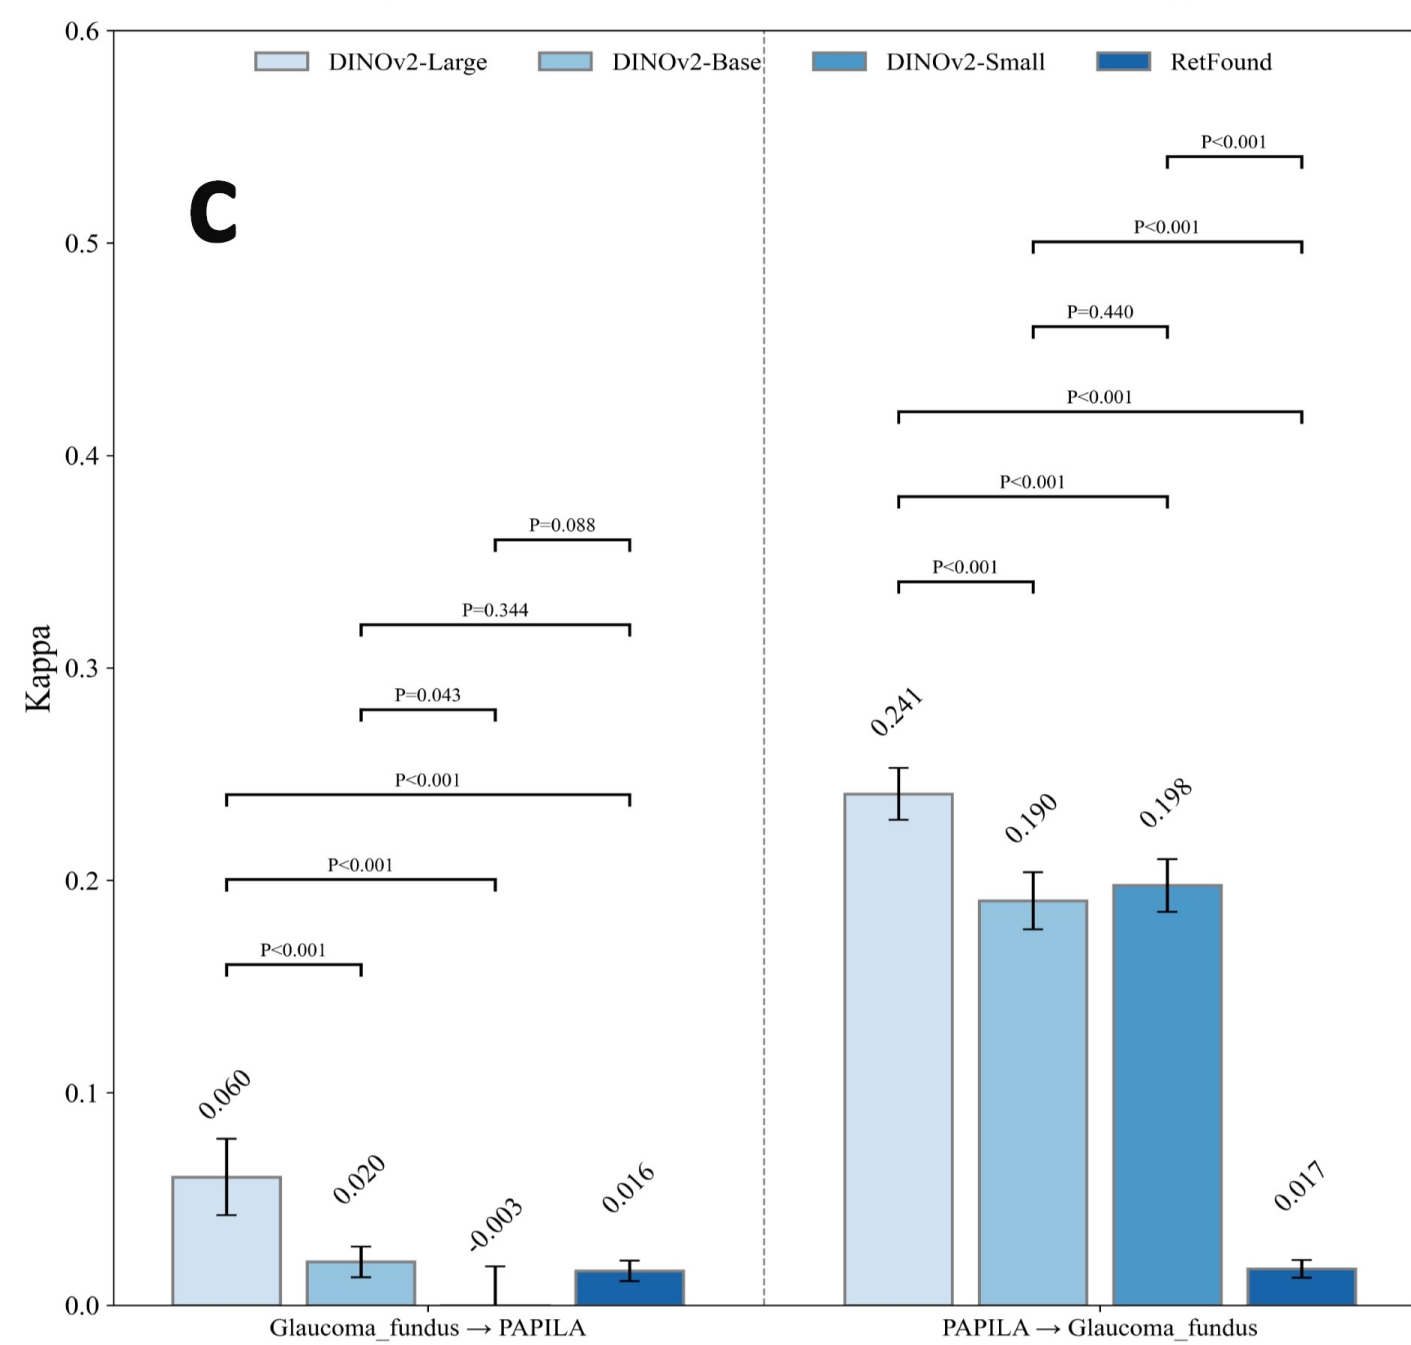 DINOv2-Large DINOv2-Base DINOv2-Small RetFound
C
Kappa
0.6
0.5
0.4
0.3
0.2
0.1
0.0
P=0.088
P=0.344
P=0.043
P<0.001
P<0.001
P<0.001
0.060
0.020
-0.003
0.016
Glaucoma_fundus → PAPILA
P<0.001
P<0.001
P=0.440
P<0.001
P<0.001
P<0.001
0.241
0.190
0.198
0.017
PAPILA → Glaucoma_fundus